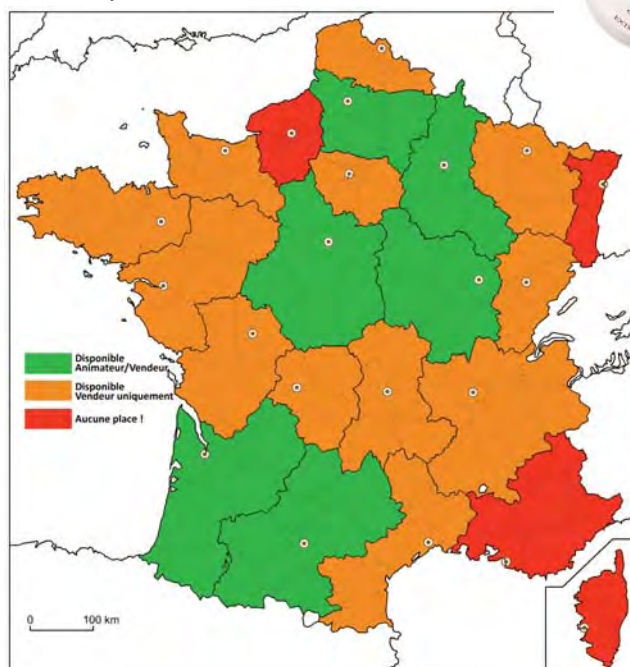 Disponible
Animateur/Vendeur
Disponible
Vendeur uniquement
Aucune place !
0 100 km